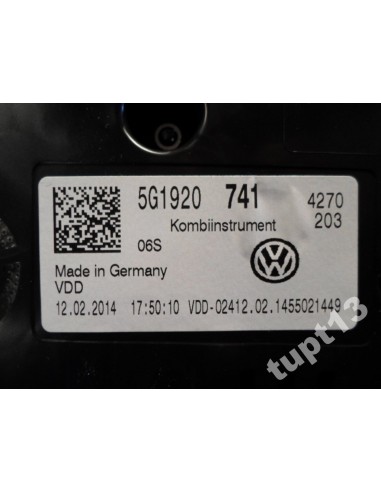 5G1920 741 4270
Kombiinstrument 203
06S
Made in Germany
VDD
12.02.2014 17:50:10 VDD-02412.02.1455021449
tupt13